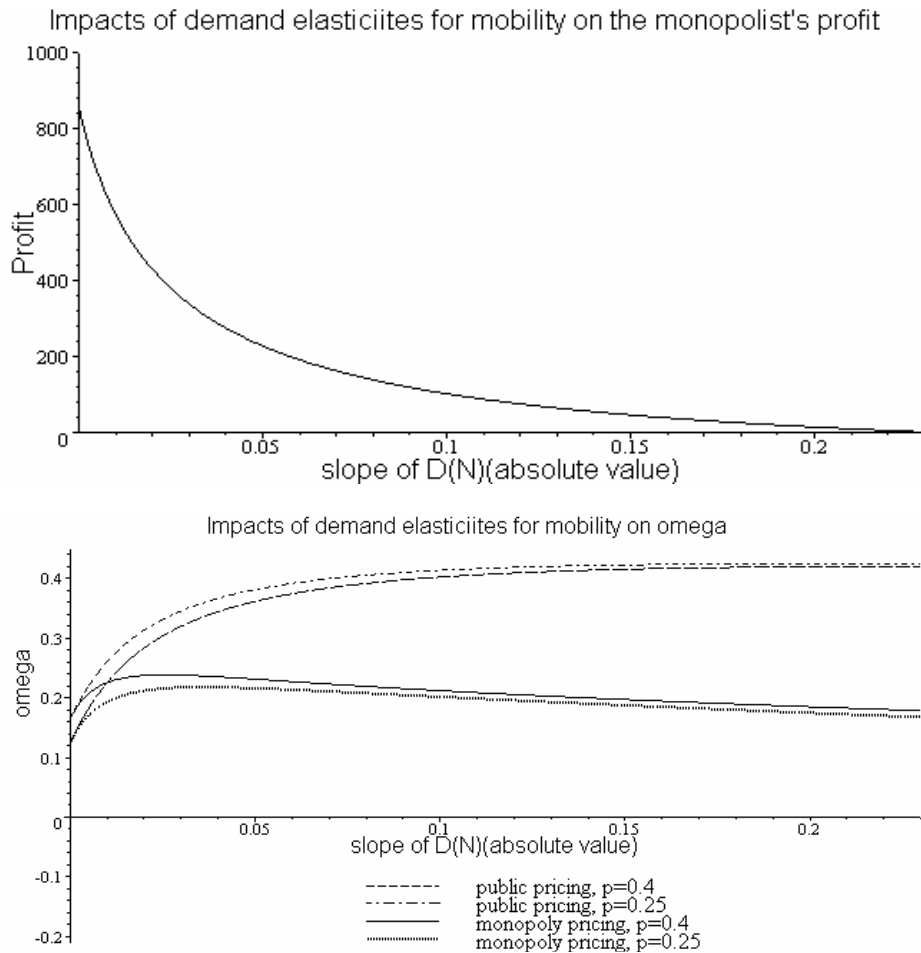 Impacts of demand elasticiites for mobility on the monopolist's profit
1000
800
600
400
200
0
Profit
0.05
0.1
0.15
0.2
slope of D(N)(absolute value)
Impacts of demand elasticiites for mobility on omega
0.4
0.3
0.2
0.1
0
-0.1
-0.2
omega
0.05
0.1
0.15
0.2
slope of D(N)(absolute value)
public pricing, p=0.4
public pricing, p=0.25
monopoly pricing, p=0.4
monopoly pricing, p=0.25